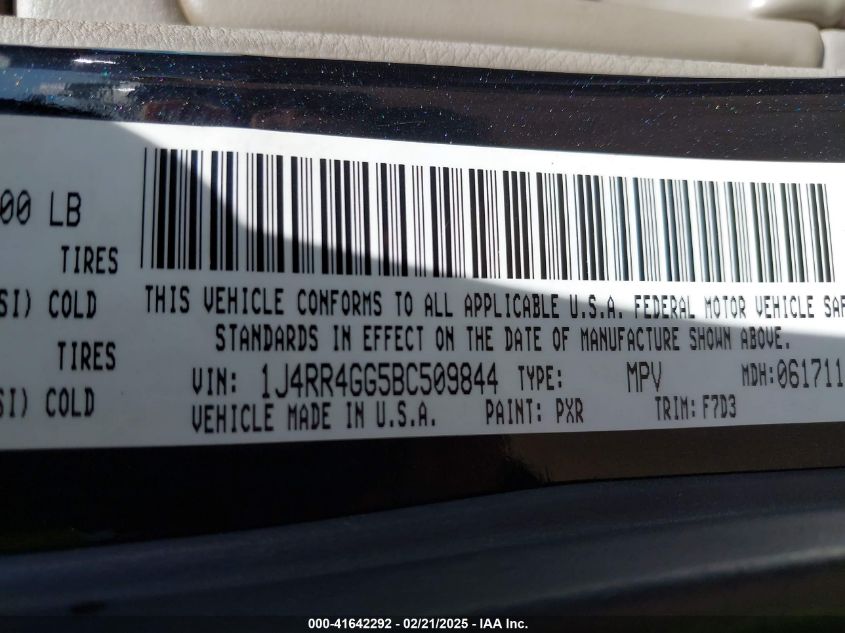 00 LB
TIRES
SI) COLD
TIRES
SI) COLD
THIS VEHICLE CONFORMS TO ALL APPLICABLE U.S.A. FEDERAL MOTOR VEHICLE SAF
STANDARDS IN EFFECT ON THE DATE OF MANUFACTURE SHOWN ABOVE.
VIN: 1J4RR4GG5BC509844 TYPE: MPV MDH: 061711
VEHICLE MADE IN U.S.A. PAINT: PXR TRIM: F7D3
000-41642292 - 02/21/2025 - IAA Inc.